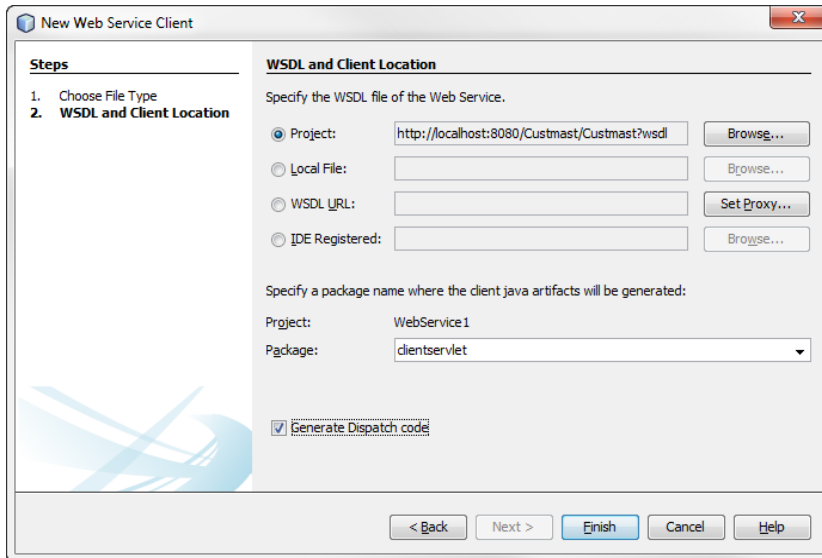 New Web Service Client
Steps
1. Choose File Type
2. WSDL and Client Location
WSDL and Client Location
Specify the WSDL file of the Web Service.
Project: http://localhost:8080/Custmast/Custmast?wsdl Browse...
Local File: Browse...
WSDL URL: Set Proxy...
IDE Registered: Browse...
Specify a package name where the client java artifacts will be generated:
Project: WebService1
Package: clientservlet
Generate Dispatch code
< Back Next > Finish Cancel Help